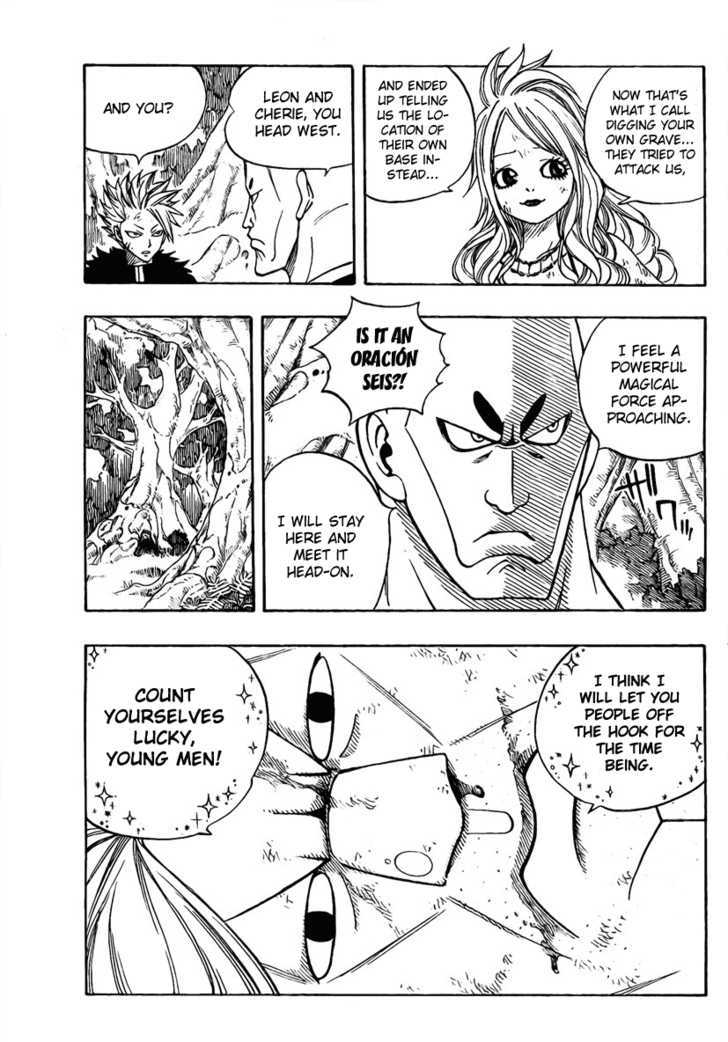 NOW THAT'S
WHAT I CALL
DIGGING YOUR
OWN GRAVE...
THEY TRIED TO
ATTACK US,
AND ENDED
UP TELLING
US THE LO-
CATION OF
THEIR OWN
BASE IN-
STEAD...
LEON AND
CHERIE, YOU
HEAD WEST.
AND YOU?
I FEEL A
POWERFUL
MAGICAL
FORCE AP-
PROACHING.
IS IT AN
ORACIÓN
SEIS?!
I WILL STAY
HERE AND
MEET IT
HEAD-ON.
I THINK I
WILL LET YOU
PEOPLE OFF
THE HOOK FOR
THE TIME
BEING.
COUNT
YOURSELVES
LUCKY,
YOUNG MEN!